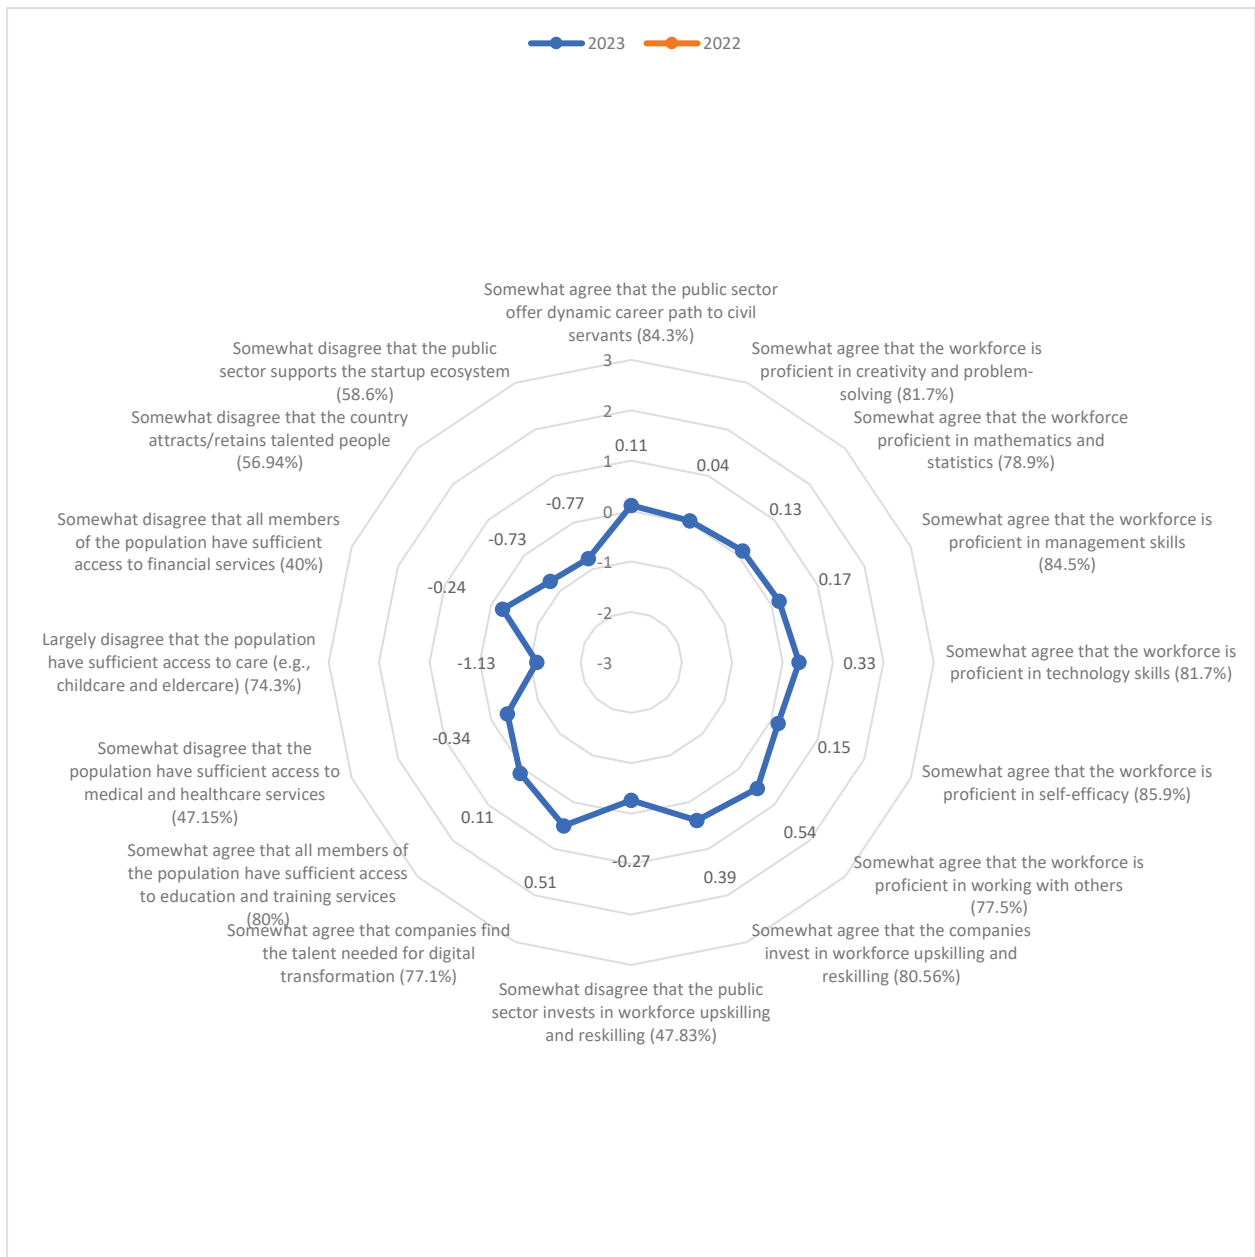 2023
2022
Somewhat agree that the public sector
offer dynamic career path to civil
servants (84.3%)
Somewhat agree that the workforce is
proficient in creativity and problem-
solving (81.7%)
Somewhat agree that the workforce
proficient in mathematics and
statistics (78.9%)
Somewhat agree that the workforce is
proficient in management skills
(84.5%)
Somewhat agree that the workforce is
proficient in technology skills (81.7%)
Somewhat agree that the workforce is
proficient in self-efficacy (85.9%)
Somewhat agree that the workforce is
proficient in working with others
(77.5%)
Somewhat agree that the companies
invest in workforce upskilling and
reskilling (80.56%)
Somewhat disagree that the public
sector invests in workforce upskilling
and reskilling (47.83%)
Somewhat agree that companies find
the talent needed for digital
transformation (77.1%)
Somewhat agree that all members of
the population have sufficient access
to education and training services
(80%)
Somewhat disagree that the
population have sufficient access to
medical and healthcare services
(47.15%)
Largely disagree that the population
have sufficient access to care (e.g.,
childcare and eldercare) (74.3%)
Somewhat disagree that all members
of the population have sufficient
access to financial services (40%)
Somewhat disagree that the country
attracts/retains talented people
(56.94%)
Somewhat disagree that the public
sector supports the startup ecosystem
(58.6%)
3
2
1
0
-1
-2
-3
0.11
0.04
0.13
0.17
0.33
0.15
0.54
0.39
-0.27
0.51
0.11
-0.34
-1.13
-0.24
-0.73
-0.77